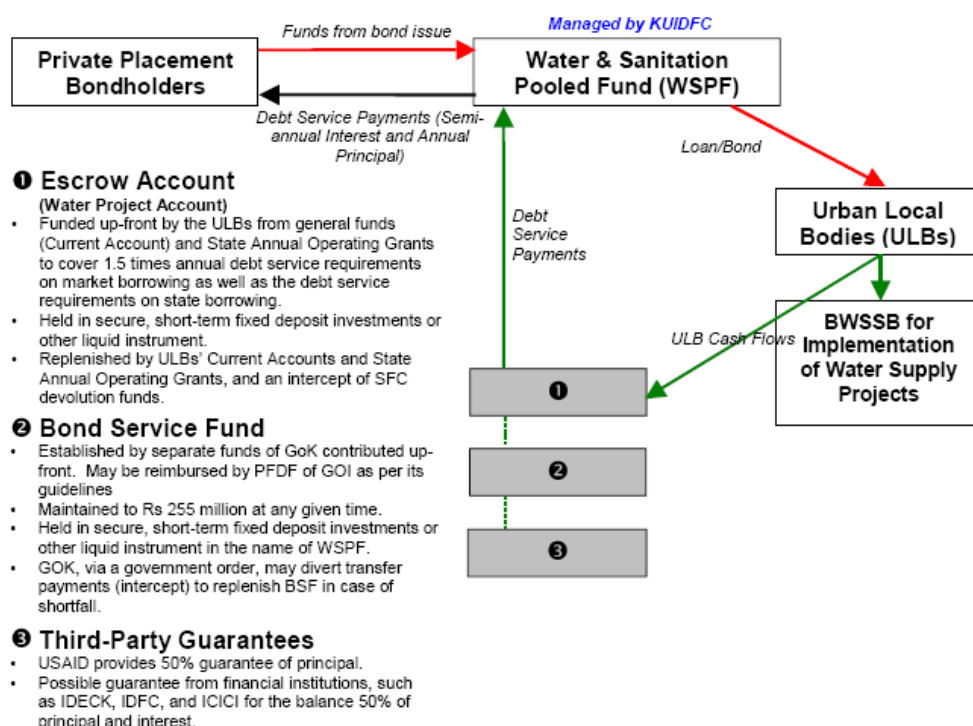 Managed by KUIDFC
Funds from bond issue
Private Placement
Bondholders
Water & Sanitation
Pooled Fund (WSPF)
Debt Service Payments (Semi-
annual Interest and Annual
Principal)
Loan/Bond
❶ Escrow Account
(Water Project Account)
• Funded up-front by the ULBs from general funds
(Current Account) and State Annual Operating Grants
to cover 1.5 times annual debt service requirements
on market borrowing as well as the debt service
requirements on state borrowing.
• Held in secure, short-term fixed deposit investments or
other liquid instrument.
• Replenished by ULBs' Current Accounts and State
Annual Operating Grants, and an intercept of SFC
devolution funds.
Debt
Service
Payments
Urban Local
Bodies (ULBs)
ULB Cash Flows
BWSSB for
Implementation
of Water Supply
Projects
❶
❷
❸
❷ Bond Service Fund
• Established by separate funds of GoK contributed up-
front. May be reimbursed by PFDF of GOI as per its
guidelines
• Maintained to Rs 255 million at any given time.
• Held in secure, short-term fixed deposit investments or
other liquid instrument in the name of WSPF.
• GOK, via a government order, may divert transfer
payments (intercept) to replenish BSF in case of
shortfall.
❸ Third-Party Guarantees
• USAID provides 50% guarantee of principal.
• Possible guarantee from financial institutions, such
as IDECK, IDFC, and ICICI for the balance 50% of
principal and interest.